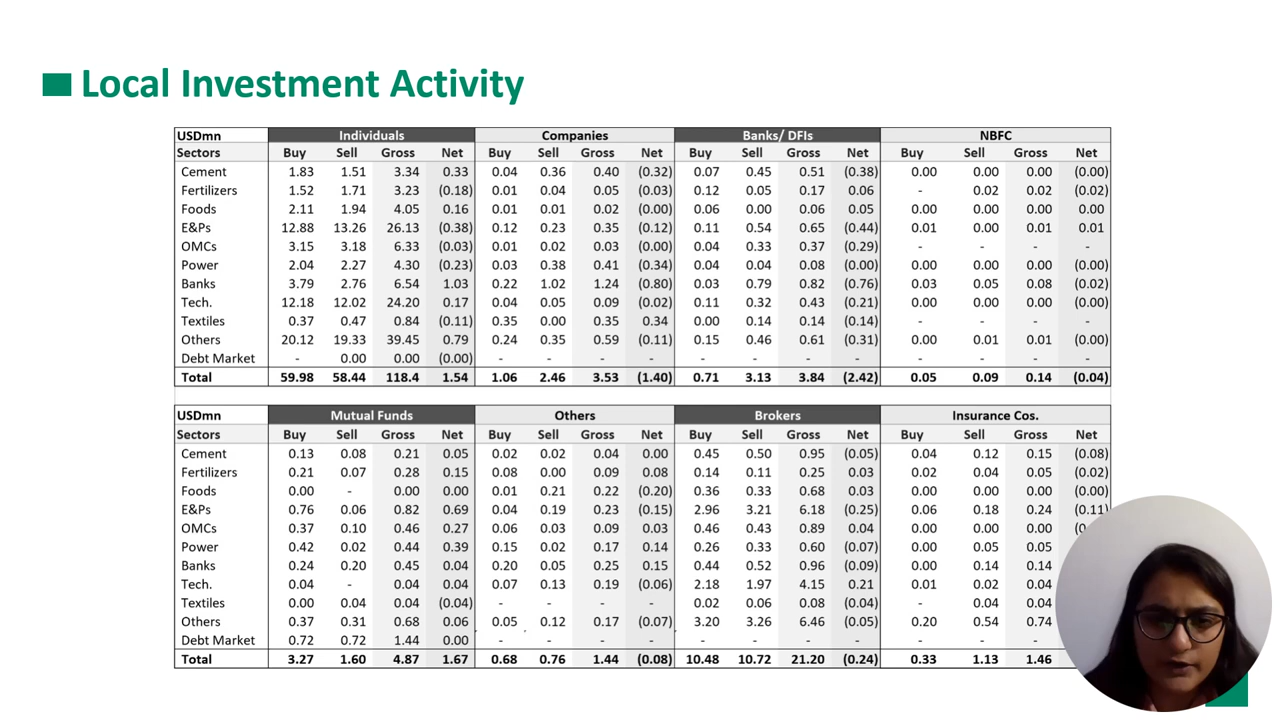 Local Investment Activity
USDmn Individuals Companies Banks/ DFIs NBFC
Sectors Buy Sell Gross Net Buy Sell Gross Net Buy Sell Gross Net Buy Sell Gross Net
Cement 1.83 1.51 3.34 0.33 0.04 0.36 0.40 (0.32) 0.07 0.45 0.51 (0.38) 0.00 0.00 0.00 (0.00)
Fertilizers 1.52 1.71 3.23 (0.18) 0.01 0.04 0.05 (0.03) 0.12 0.05 0.17 0.06 - 0.02 0.02 (0.02)
Foods 2.11 1.94 4.05 0.16 0.01 0.01 0.02 (0.00) 0.06 0.00 0.06 0.05 0.00 0.00 0.00 0.00
E&Ps 12.88 13.26 26.13 (0.38) 0.12 0.23 0.35 (0.12) 0.11 0.54 0.65 (0.44) 0.01 0.00 0.01 0.01
OMCs 3.15 3.18 6.33 (0.03) 0.01 0.02 0.03 (0.00) 0.04 0.33 0.37 (0.29) - - - -
Power 2.04 2.27 4.30 (0.23) 0.03 0.38 0.41 (0.34) 0.04 0.04 0.08 (0.00) 0.00 0.00 0.00 (0.00)
Banks 3.79 2.76 6.54 1.03 0.22 1.02 1.24 (0.80) 0.03 0.79 0.82 (0.76) 0.03 0.05 0.08 (0.02)
Tech. 12.18 12.02 24.20 0.17 0.04 0.05 0.09 (0.02) 0.11 0.32 0.43 (0.21) 0.00 0.00 0.00 (0.00)
Textiles 0.37 0.47 0.84 (0.11) 0.35 0.00 0.35 0.34 0.00 0.14 0.14 (0.14) - - - -
Others 20.12 19.33 39.45 0.79 0.24 0.35 0.59 (0.11) 0.15 0.46 0.61 (0.31) 0.00 0.01 0.01 (0.00)
Debt Market - 0.00 0.00 (0.00) - - - - - - - - - - - -
Total 59.98 58.44 118.4 1.54 1.06 2.46 3.53 (1.40) 0.71 3.13 3.84 (2.42) 0.05 0.09 0.14 (0.04)
USDmn Mutual Funds Others Brokers Insurance Cos.
Sectors Buy Sell Gross Net Buy Sell Gross Net Buy Sell Gross Net Buy Sell Gross Net
Cement 0.13 0.08 0.21 0.05 0.02 0.02 0.04 0.00 0.45 0.50 0.95 (0.05) 0.04 0.12 0.15 (0.08)
Fertilizers 0.21 0.07 0.28 0.15 0.08 0.00 0.09 0.08 0.14 0.11 0.25 0.03 0.02 0.04 0.05 (0.02)
Foods 0.00 - 0.00 0.00 0.01 0.21 0.22 (0.20) 0.36 0.33 0.68 0.03 0.00 0.00 0.00 (0.00)
E&Ps 0.76 0.06 0.82 0.69 0.04 0.19 0.23 (0.15) 2.96 3.21 6.18 (0.25) 0.06 0.18 0.24 (0.11)
OMCs 0.37 0.10 0.46 0.27 0.06 0.03 0.09 0.03 0.46 0.43 0.89 0.04 0.00 0.00 0.00
Power 0.42 0.02 0.44 0.39 0.15 0.02 0.17 0.14 0.26 0.33 0.60 (0.07) 0.00 0.05 0.05
Banks 0.24 0.20 0.45 0.04 0.20 0.05 0.25 0.15 0.44 0.52 0.96 (0.09) 0.00 0.14 0.14
Tech. 0.04 - 0.04 0.04 0.07 0.13 0.19 (0.06) 2.18 1.97 4.15 0.21 0.01 0.02 0.04
Textiles 0.00 0.04 0.04 (0.04) - - - - 0.02 0.06 0.08 (0.04) - 0.04 0.04
Others 0.37 0.31 0.68 0.06 0.05 0.12 0.17 (0.07) 3.20 3.26 6.46 (0.05) 0.20 0.54 0.74
Debt Market 0.72 0.72 1.44 0.00 - - - - - - - - - - -
Total 3.27 1.60 4.87 1.67 0.68 0.76 1.44 (0.08) 10.48 10.72 21.20 (0.24) 0.33 1.13 1.46